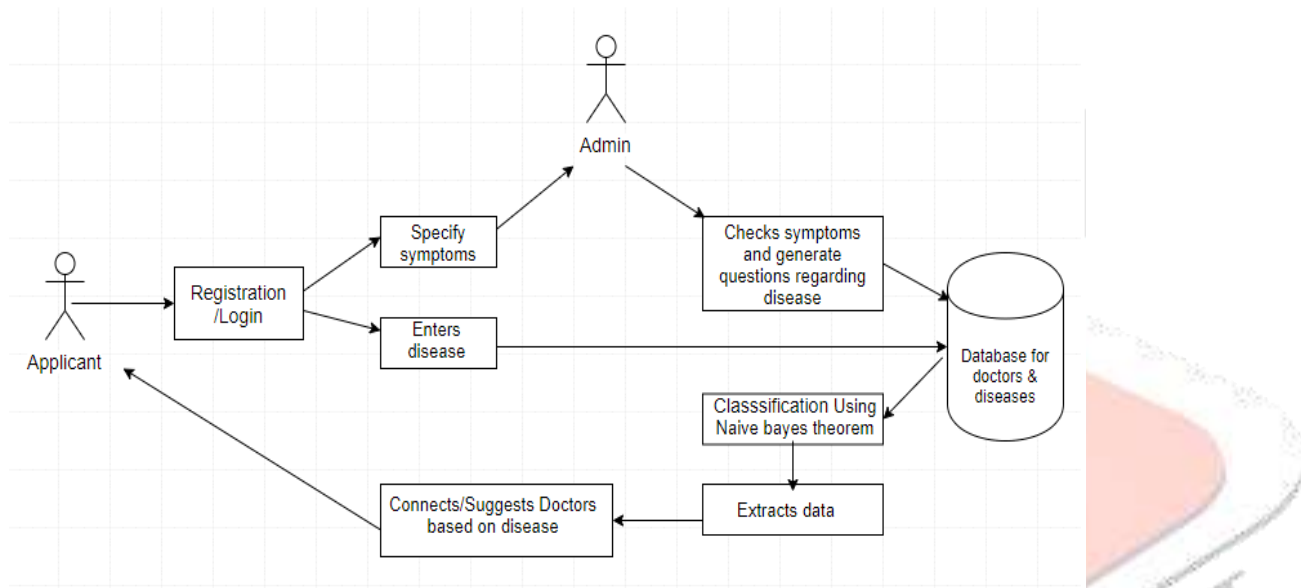 Admin
Specify
symptoms
Checks symptoms
and generate
questions regarding
disease
Registration
/Login
Enters
disease
Applicant
Database for
doctors &
diseases
Classsification Using
Naive bayes theorem
Connects/Suggests Doctors
based on disease
Extracts data